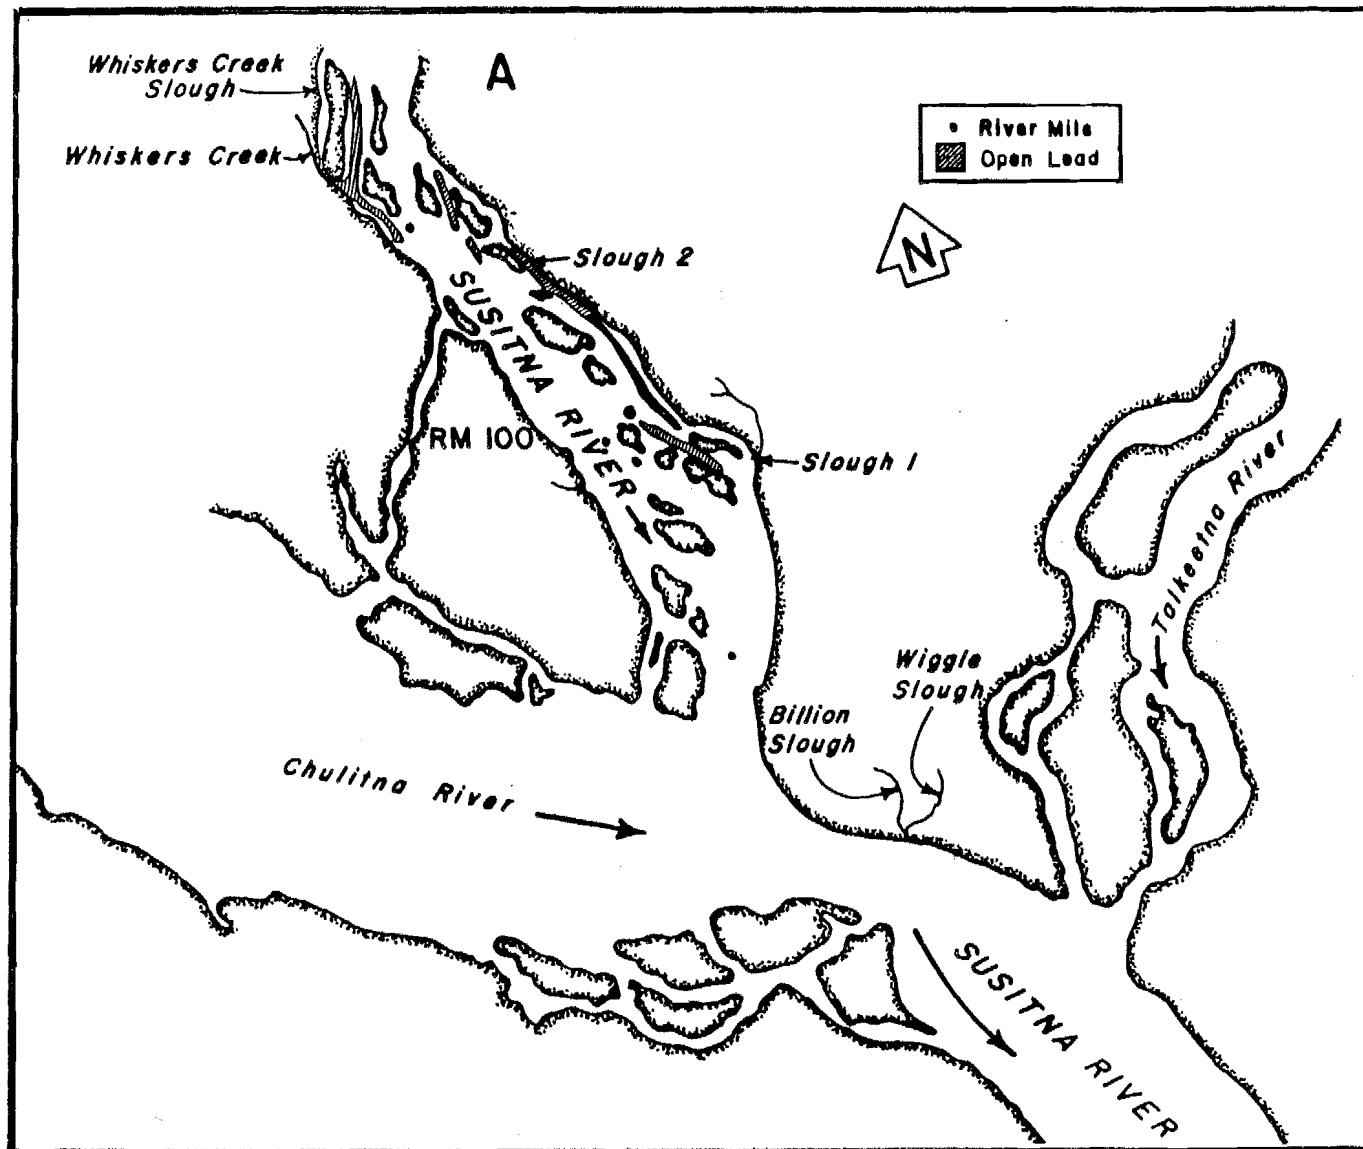 A
Whiskers Creek
Slough
Whiskers Creek
River Mile
Open Lead
N
Slough 2
SUSITNA RIVER
RM 100
Slough 1
Talkeetna River
Wiggle
Slough
Billion
Slough
Chulitna River
SUSITNA RIVER